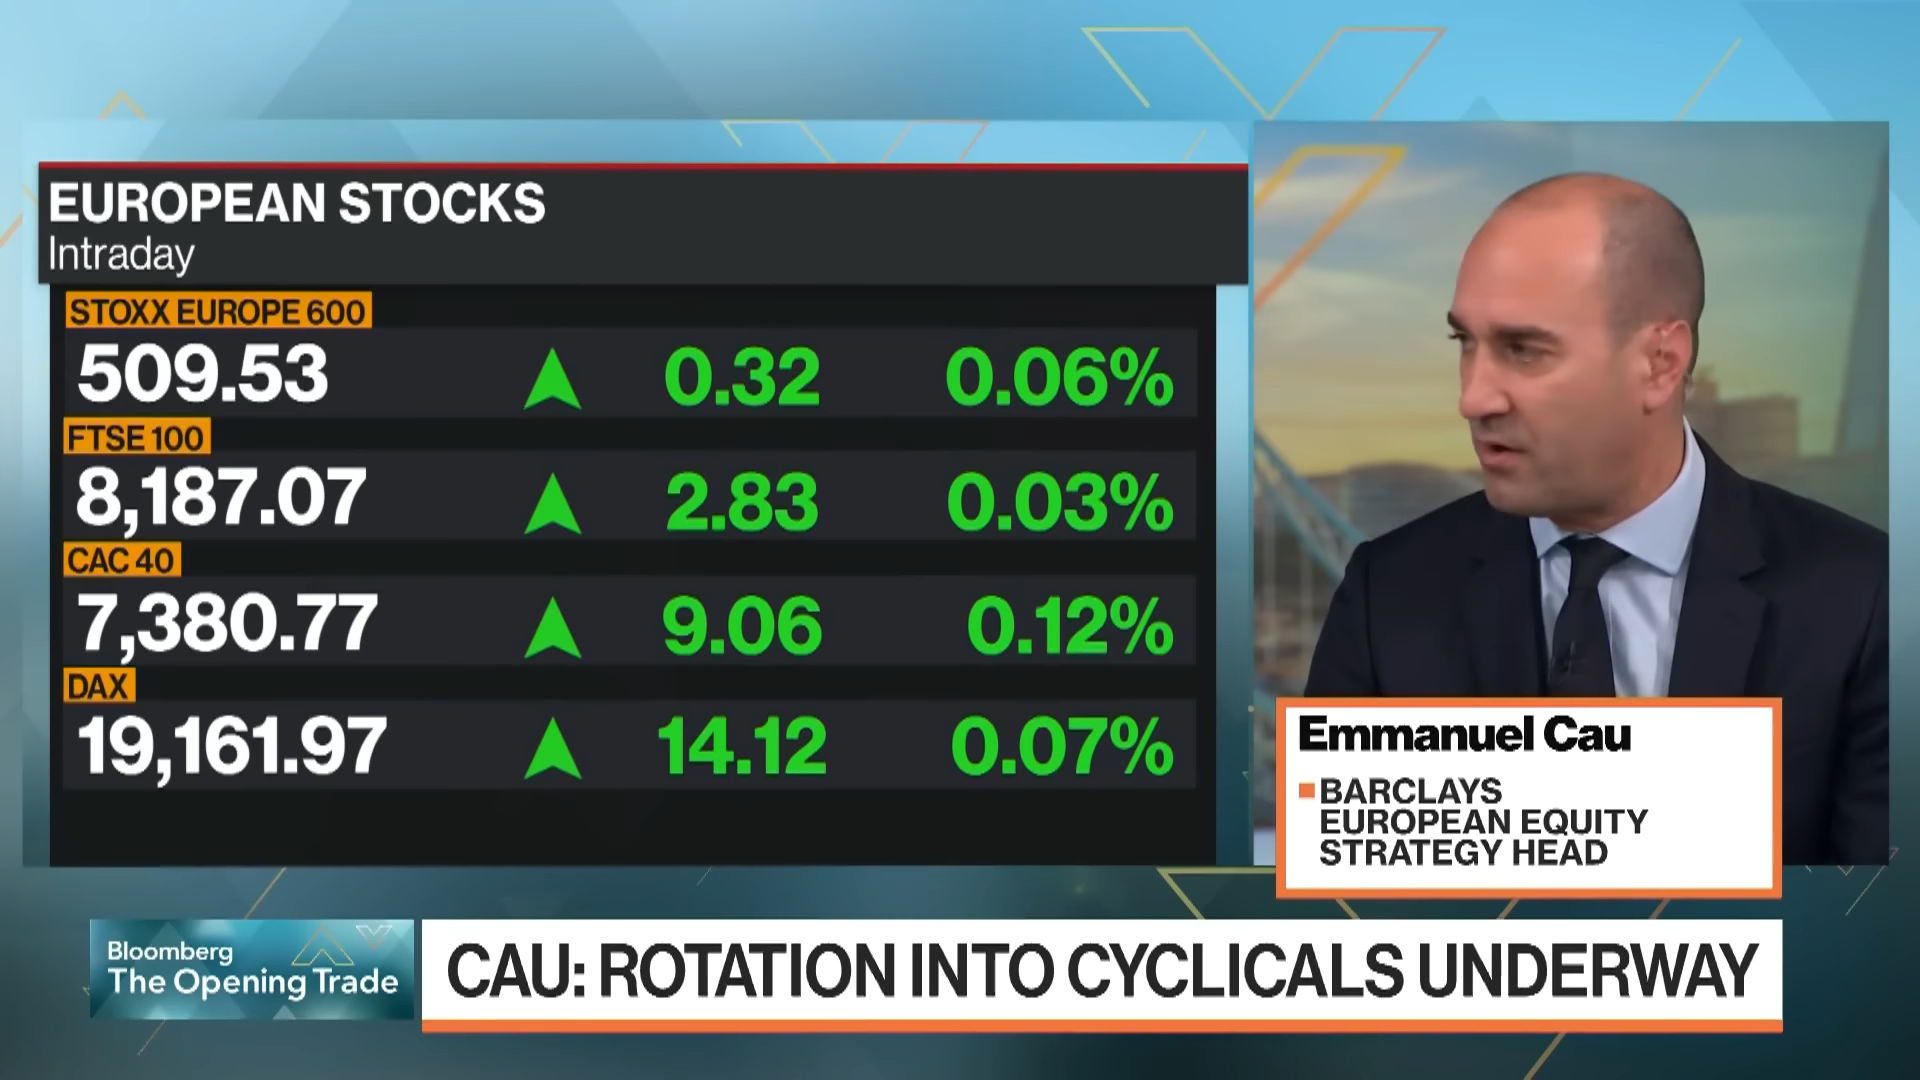 EUROPEAN STOCKS
Intraday
STOXX EUROPE 600
509.53 0.32 0.06%
FTSE 100
8,187.07 2.83 0.03%
CAC 40
7,380.77 9.06 0.12%
DAX
19,161.97 14.12 0.07%
Emmanuel Cau
BARCLAYS
EUROPEAN EQUITY
STRATEGY HEAD
Bloomberg
The Opening Trade
CAU: ROTATION INTO CYCLICALS UNDERWAY